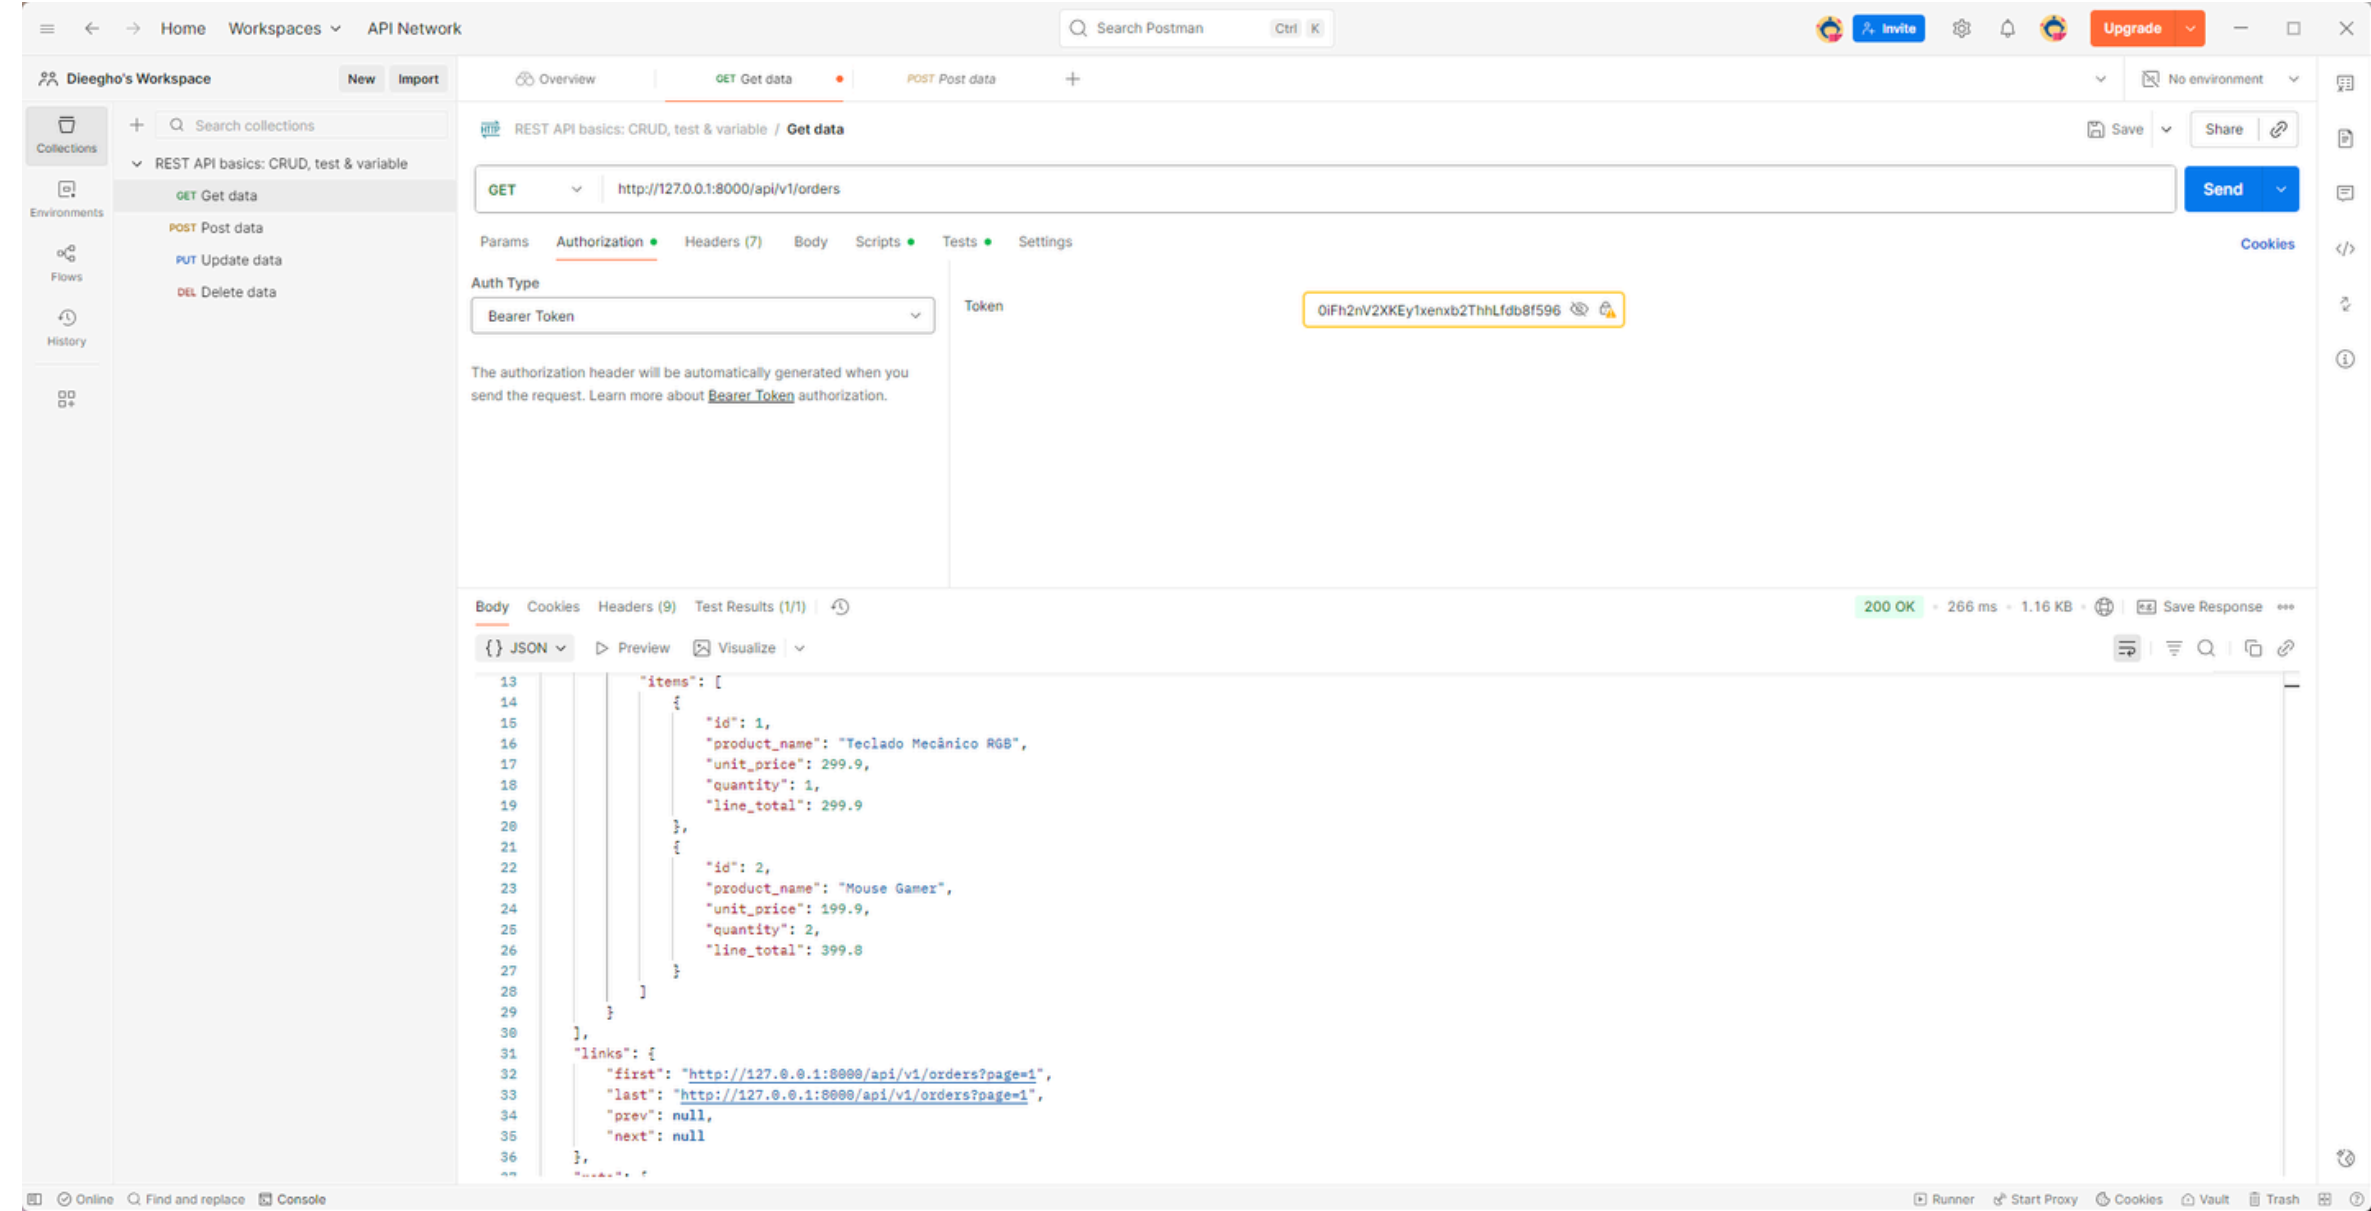 Home Workspaces API Network Search Postman Ctrl K Invite Upgrade
Dieegho's Workspace New Import Overview GET Get data POST Post data No environment
Collections
Environments
Flows
History
Search collections
REST API basics: CRUD, test & variable
GET Get data
POST Post data
PUT Update data
DEL Delete data
REST API basics: CRUD, test & variable / Get data Save Share
GET http://127.0.0.1:8000/api/v1/orders Send
Params Authorization Headers (7) Body Scripts Tests Settings Cookies
Auth Type
Bearer Token
The authorization header will be automatically generated when you
send the request. Learn more about Bearer Token authorization.
Token 0iFh2nV2XKEy1xenxb2ThhLfdb8f596
Body Cookies Headers (9) Test Results (1/1) 200 OK 266 ms 1.16 KB Save Response
{} JSON Preview Visualize
13 "items": [
14 {
15 "id": 1,
16 "product_name": "Teclado Mecânico RGB",
17 "unit_price": 299.9,
18 "quantity": 1,
19 "line_total": 299.9
20 },
21 {
22 "id": 2,
23 "product_name": "Mouse Gamer",
24 "unit_price": 199.9,
25 "quantity": 2,
26 "line_total": 399.8
27 }
28 ]
29 }
30 ],
31 "links": {
32 "first": "http://127.0.0.1:8000/api/v1/orders?page=1",
33 "last": "http://127.0.0.1:8000/api/v1/orders?page=1",
34 "prev": null,
35 "next": null
36 },
Online Find and replace Console Runner Start Proxy Cookies Vault Trash